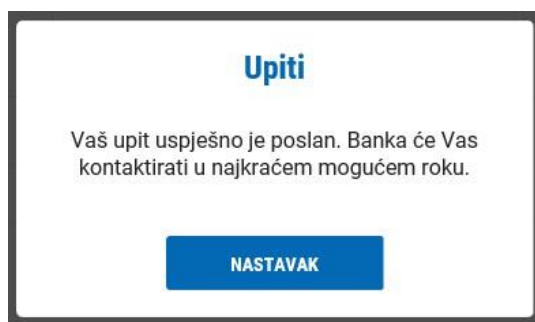 Upiti
Vaš upit uspješno je poslan. Banka će Vas
kontaktirati u najkraćem mogućem roku.
NASTAVAK